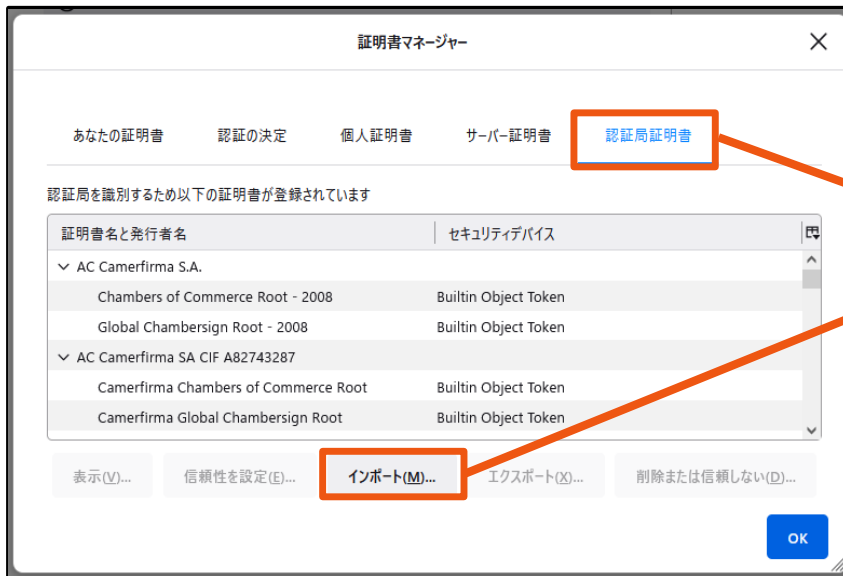 証明書マネージャー
あなたの証明書 認証の決定 個人証明書 サーバー証明書 認証局証明書
認証局を識別するため以下の証明書が登録されています
証明書名と発行者名 セキュリティデバイス
AC Camerfirma S.A.
Chambers of Commerce Root - 2008 Builtin Object Token
Global Chambersign Root - 2008 Builtin Object Token
AC Camerfirma SA CIF A82743287
Camerfirma Chambers of Commerce Root Builtin Object Token
Camerfirma Global Chambersign Root Builtin Object Token
表示(V)... 信頼性を設定(E)... インポート(M)... エクスポート(X)... 削除または信頼しない(D)...
OK